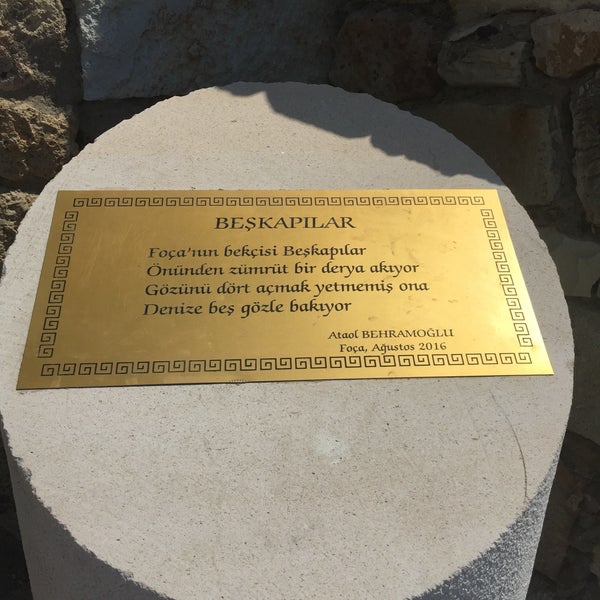 BEŞKAPILAR
Foça'nın bekçisi Beşkapılar
Önünden zümrüt bir derya akıyor
Gözünü dört açmak yetmemiş ona
Denize beş gözle bakıyor
Ataol BEHRAMOĞLU
Foça, Ağustos 2016